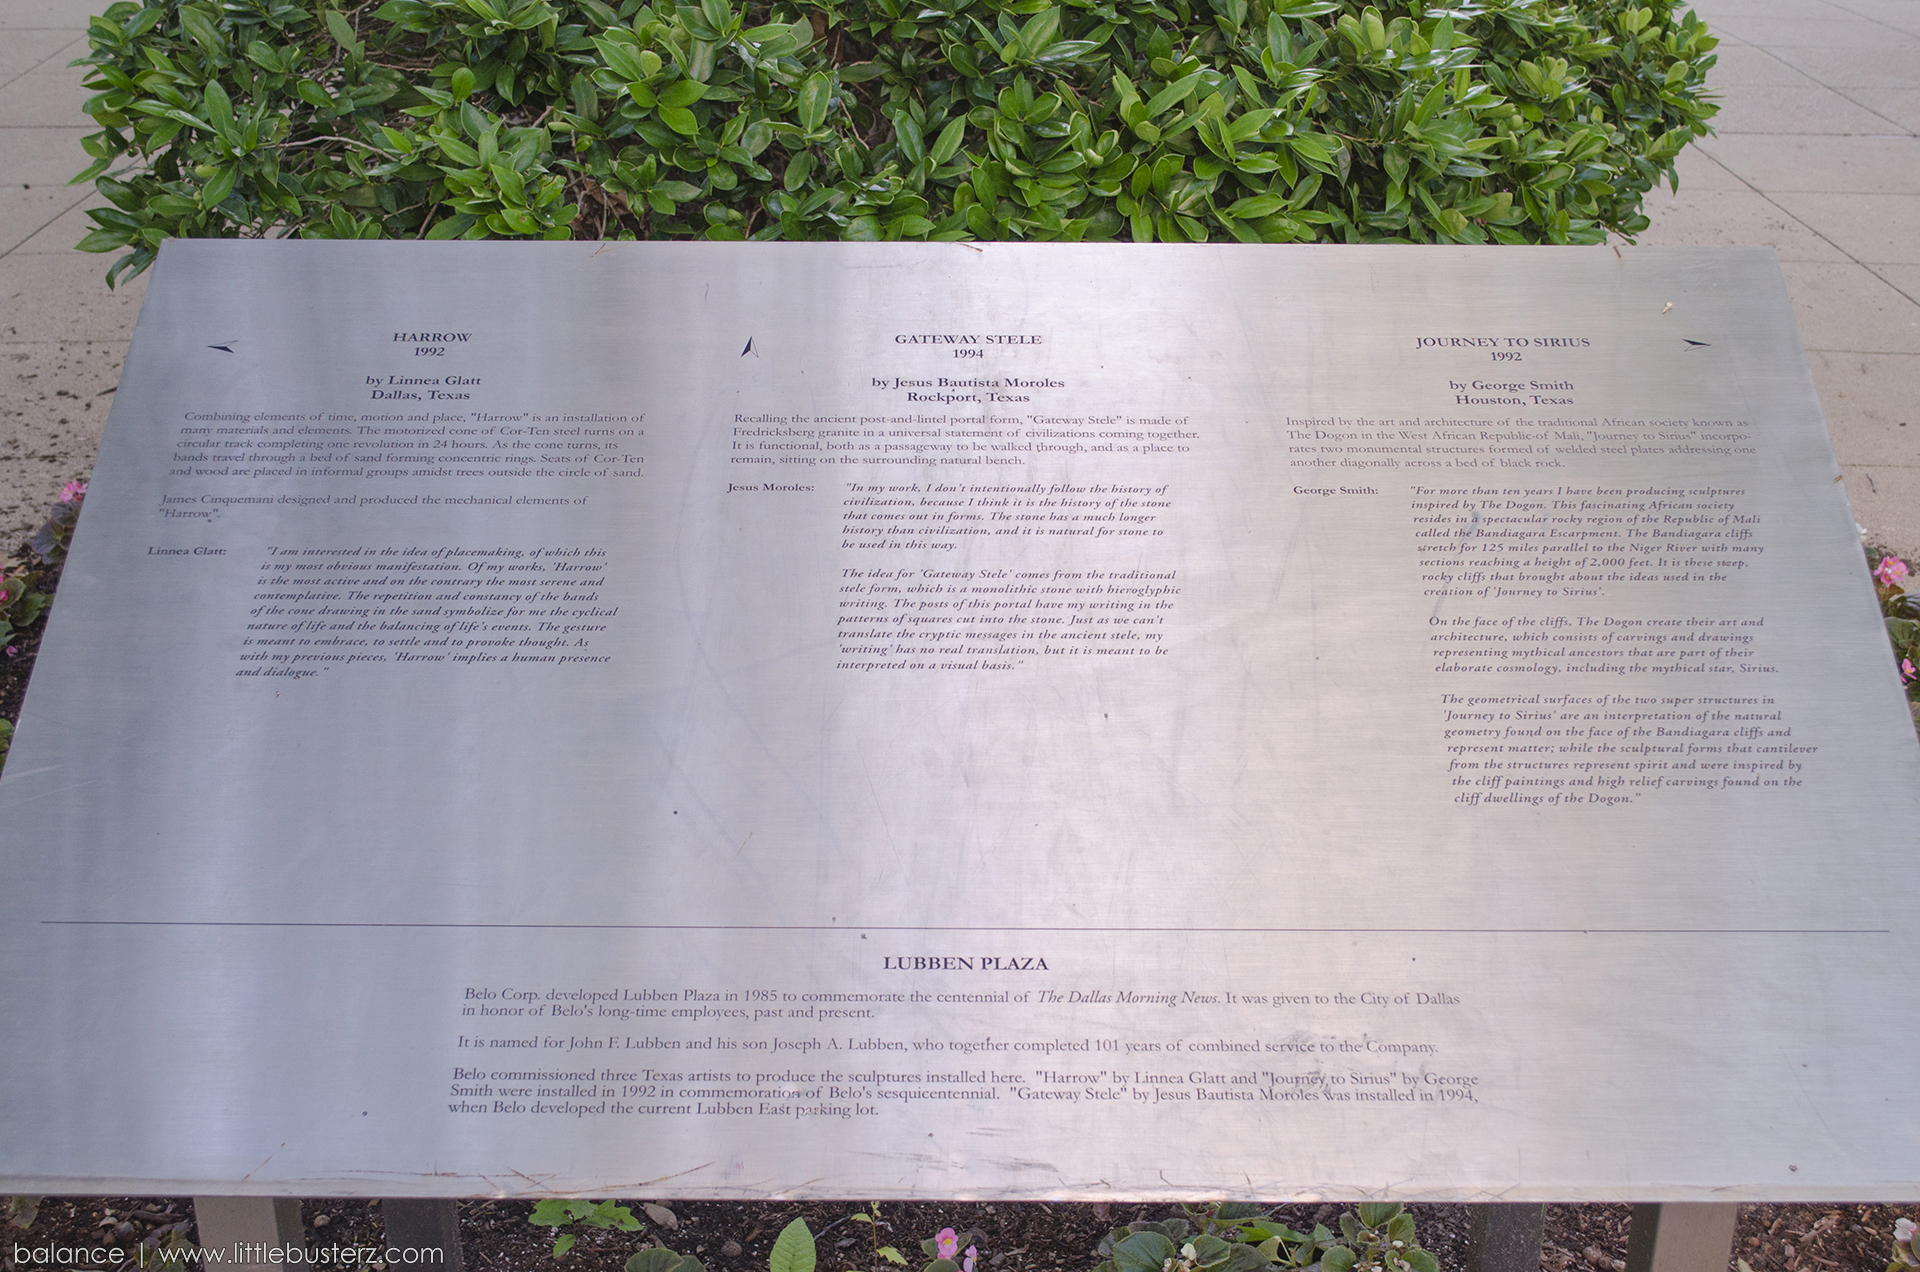 HARROW
1992
by Linnea Glatt
Dallas, Texas
Combining elements of time, motion and place, "Harrow" is an installation of
many materials and elements. The motorized cone of Cor-Ten steel turns on a
circular track completing one revolution in 24 hours. As the cone turns, its
bands travel through a bed of sand forming concentric rings. Seats of Cor-Ten
and wood are placed in informal groups amidst trees outside the circle of sand.
James Cinquemani designed and produced the mechanical elements of
"Harrow".
Linnea Glatt: "I am interested in the idea of placemaking, of which this
is my most obvious manifestation. Of my works, 'Harrow'
is the most active and on the contrary the most serene and
contemplative. The repetition and constancy of the bands
of the cone drawing in the sand symbolize for me the cyclical
nature of life and the balancing of life's events. The gesture
is meant to embrace, to settle and to provoke thought. As
with my previous pieces, 'Harrow' implies a human presence
and dialogue."
GATEWAY STELE
1994
by Jesus Bautista Moroles
Rockport, Texas
Recalling the ancient post-and-lintel portal form, "Gateway Stele" is made of
Fredricksberg granite in a universal statement of civilizations coming together.
It is functional, both as a passageway to be walked through, and as a place to
remain, sitting on the surrounding natural bench.
Jesus Moroles: "In my work, I don't intentionally follow the history of
civilization, because I think it is the history of the stone
that comes out in forms. The stone has a much longer
history than civilization, and it is natural for stone to
be used in this way.
The idea for 'Gateway Stele' comes from the traditional
stele form, which is a monolithic stone with hieroglyphic
writing. The posts of this portal have my writing in the
patterns of squares cut into the stone. Just as we can't
translate the cryptic messages in the ancient stele, my
'writing' has no real translation, but it is meant to be
interpreted on a visual basis."
JOURNEY TO SIRIUS
1992
by George Smith
Houston, Texas
Inspired by the art and architecture of the traditional African society known as
The Dogon in the West African Republic of Mali, "Journey to Sirius" incorpo-
rates two monumental structures formed of welded steel plates addressing one
another diagonally across a bed of black rock.
George Smith: "For more than ten years I have been producing sculptures
inspired by The Dogon. This fascinating African society
resides in a spectacular rocky region of the Republic of Mali
called the Bandiagara Escarpment. The Bandiagara cliffs
stretch for 125 miles parallel to the Niger River with many
sections reaching a height of 2,000 feet. It is these steep,
rocky cliffs that brought about the ideas used in the
creation of 'Journey to Sirius'.
On the face of the cliffs, The Dogon create their art and
architecture, which consists of carvings and drawings
representing mythical ancestors that are part of their
elaborate cosmology, including the mythical star, Sirius.
The geometrical surfaces of the two super structures in
'Journey to Sirius' are an interpretation of the natural
geometry found on the face of the Bandiagara cliffs and
represent matter; while the sculptural forms that cantilever
from the structures represent spirit and were inspired by
the cliff paintings and high relief carvings found on the
cliff dwellings of the Dogon."
LUBBEN PLAZA
Belo Corp. developed Lubben Plaza in 1985 to commemorate the centennial of The Dallas Morning News. It was given to the City of Dallas
in honor of Belo's long-time employees, past and present.
It is named for John F. Lubben and his son Joseph A. Lubben, who together completed 101 years of combined service to the Company.
Belo commissioned three Texas artists to produce the sculptures installed here. "Harrow" by Linnea Glatt and "Journey to Sirius" by George
Smith were installed in 1992 in commemoration of Belo's sesquicentennial. "Gateway Stele" by Jesus Bautista Moroles was installed in 1994,
when Belo developed the current Lubben East parking lot.
balance | www.littlebusterz.com